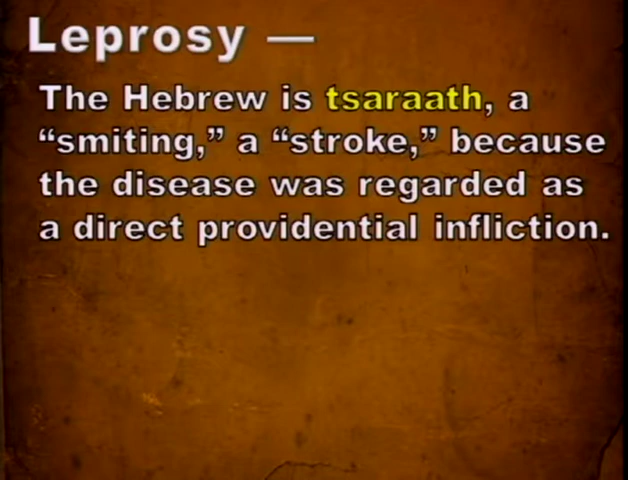 Leprosy —
The Hebrew is tsaraath, a
“smiting,” a “stroke,” because
the disease was regarded as
a direct providential infliction.